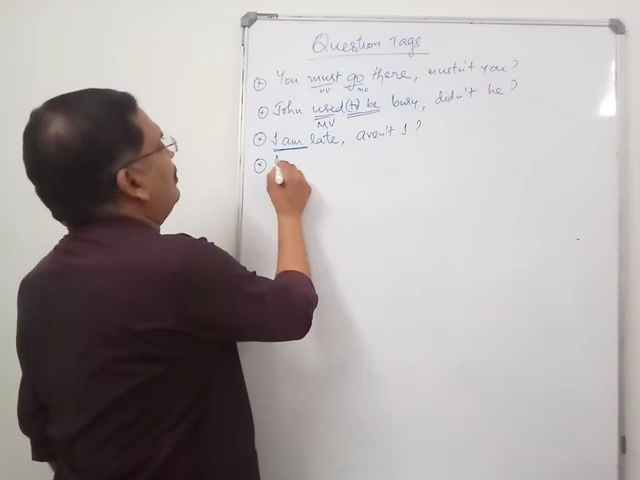 Question Tags
You must go there, mustn't you?
HV MV
John used (to) be busy, didn't he?
MV
I am late, aren't I?